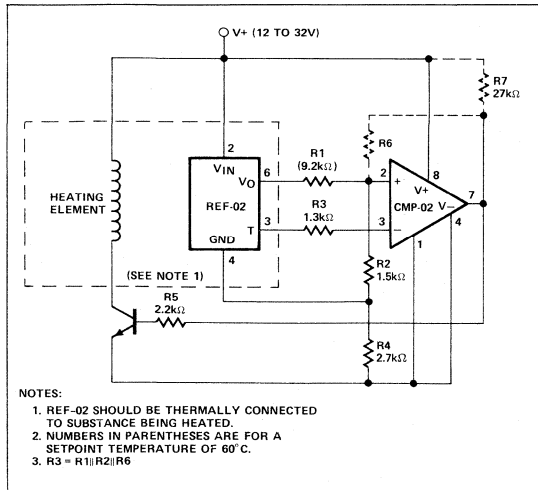 V+ (12 TO 32V)
R7
27kΩ
R6
2
8
R1
(9.2kΩ)
VIN
VO
6
2
+
V+
7
HEATING
ELEMENT
REF-02
R3
1.3kΩ
CMP-02
V–
3
T
3
–
4
GND
1
4
R2
1.5kΩ
(SEE NOTE 1)
R5
2.2kΩ
R4
2.7kΩ
NOTES:
1. REF-02 SHOULD BE THERMALLY CONNECTED
TO SUBSTANCE BEING HEATED.
2. NUMBERS IN PARENTHESES ARE FOR A
SETPOINT TEMPERATURE OF 60°C.
3. R3 = R1||R2||R6